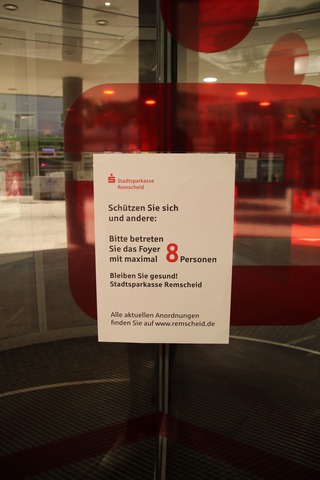 Stadtsparkasse
Remscheid
Schützen Sie sich
und andere:
Bitte betreten
Sie das Foyer
mit maximal 8 Personen
Bleiben Sie gesund!
Stadtsparkasse Remscheid
Alle aktuellen Anordnungen
finden Sie auf www.remscheid.de